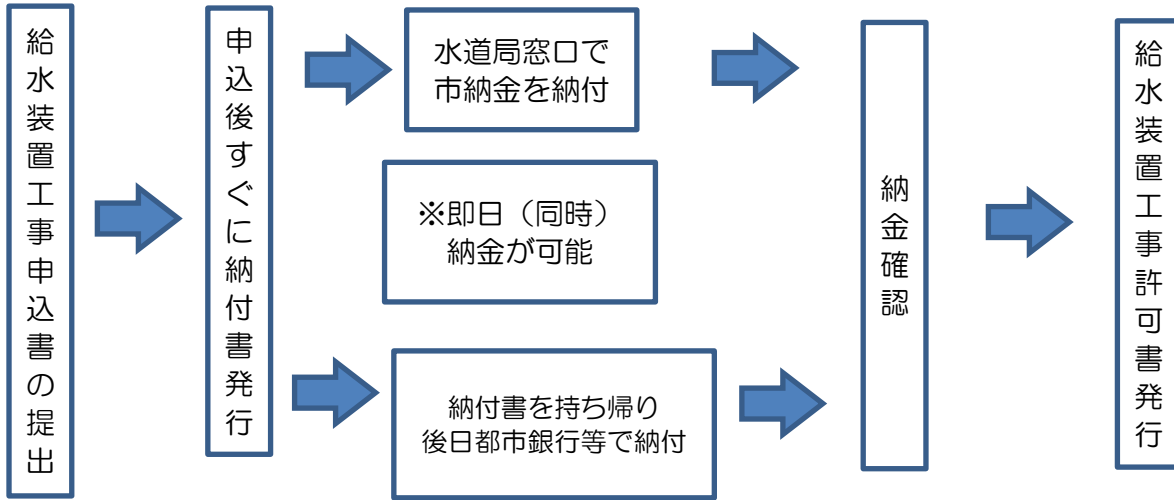 給水装置工事申込書の提出
申込後すぐに納付書発行
水道局窓口で
市納金を納付
※即日（同時）
納金が可能
納付書を持ち帰り
後日都市銀行等で納付
納金確認
給水装置工事許可書発行